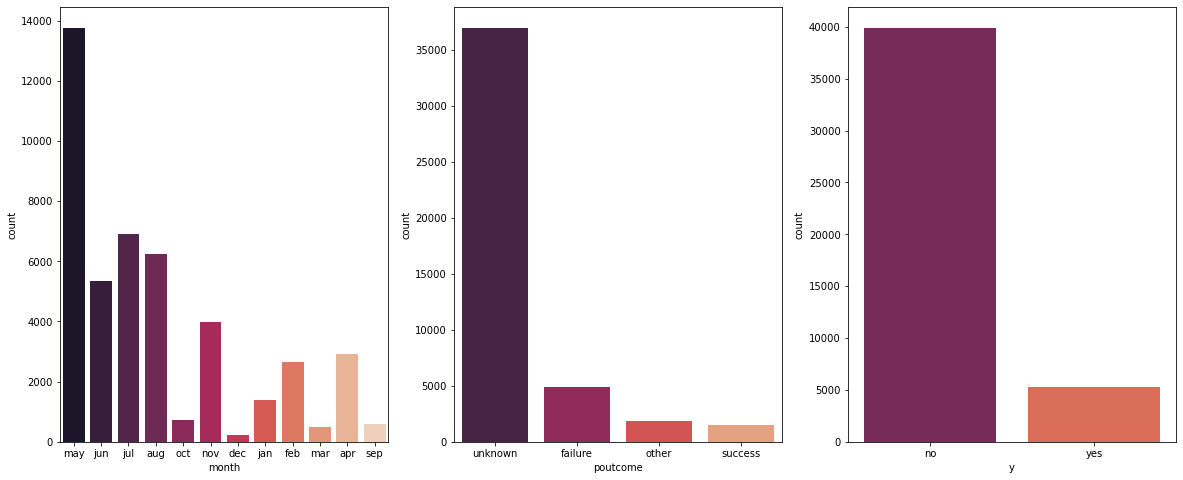 14000
12000
10000
8000
6000
4000
2000
0
count
may jun jul aug oct nov dec jan feb mar apr sep
month
35000
30000
25000
20000
15000
10000
5000
0
count
unknown failure other success
poutcome
40000
35000
30000
25000
20000
15000
10000
5000
0
count
no yes
y